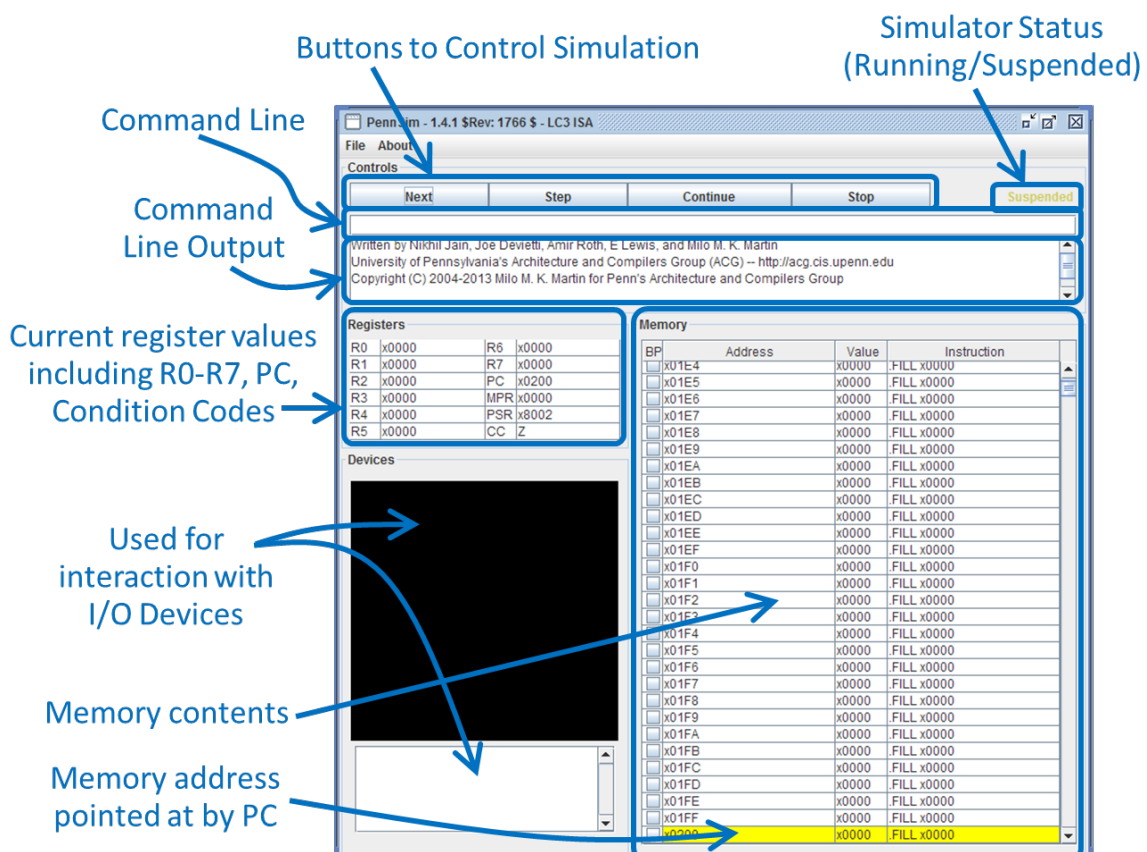 Simulator Status
(Running/Suspended)
Buttons to Control Simulation
Command Line
PennSim - 1.4.1 $Rev: 1766 $ - LC3 ISA
File About
Controls
Next Step Continue Stop Suspended
Command
Line Output
Written by Nikhil Jain, Joe Devietti, Amir Roth, E Lewis, and Milo M. K. Martin
University of Pennsylvania's Architecture and Compilers Group (ACG) -- http://acg.cis.upenn.edu
Copyright (C) 2004-2013 Milo M. K. Martin for Penn's Architecture and Compilers Group
Current register values
including R0-R7, PC,
Condition Codes
Registers
R0 x0000 R6 x0000
R1 x0000 R7 x0000
R2 x0000 PC x0200
R3 x0000 MPR x0000
R4 x0000 PSR x8002
R5 x0000 CC Z
Devices
Used for
interaction with
I/O Devices
Memory contents
Memory address
pointed at by PC
Memory
BP Address Value Instruction
x01E4 x0000 .FILL x0000
x01E5 x0000 .FILL x0000
x01E6 x0000 .FILL x0000
x01E7 x0000 .FILL x0000
x01E8 x0000 .FILL x0000
x01E9 x0000 .FILL x0000
x01EA x0000 .FILL x0000
x01EB x0000 .FILL x0000
x01EC x0000 .FILL x0000
x01ED x0000 .FILL x0000
x01EE x0000 .FILL x0000
x01EF x0000 .FILL x0000
x01F0 x0000 .FILL x0000
x01F1 x0000 .FILL x0000
x01F2 x0000 .FILL x0000
x01F3 x0000 .FILL x0000
x01F4 x0000 .FILL x0000
x01F5 x0000 .FILL x0000
x01F6 x0000 .FILL x0000
x01F7 x0000 .FILL x0000
x01F8 x0000 .FILL x0000
x01F9 x0000 .FILL x0000
x01FA x0000 .FILL x0000
x01FB x0000 .FILL x0000
x01FC x0000 .FILL x0000
x01FD x0000 .FILL x0000
x01FE x0000 .FILL x0000
x01FF x0000 .FILL x0000
x0200 x0000 .FILL x0000